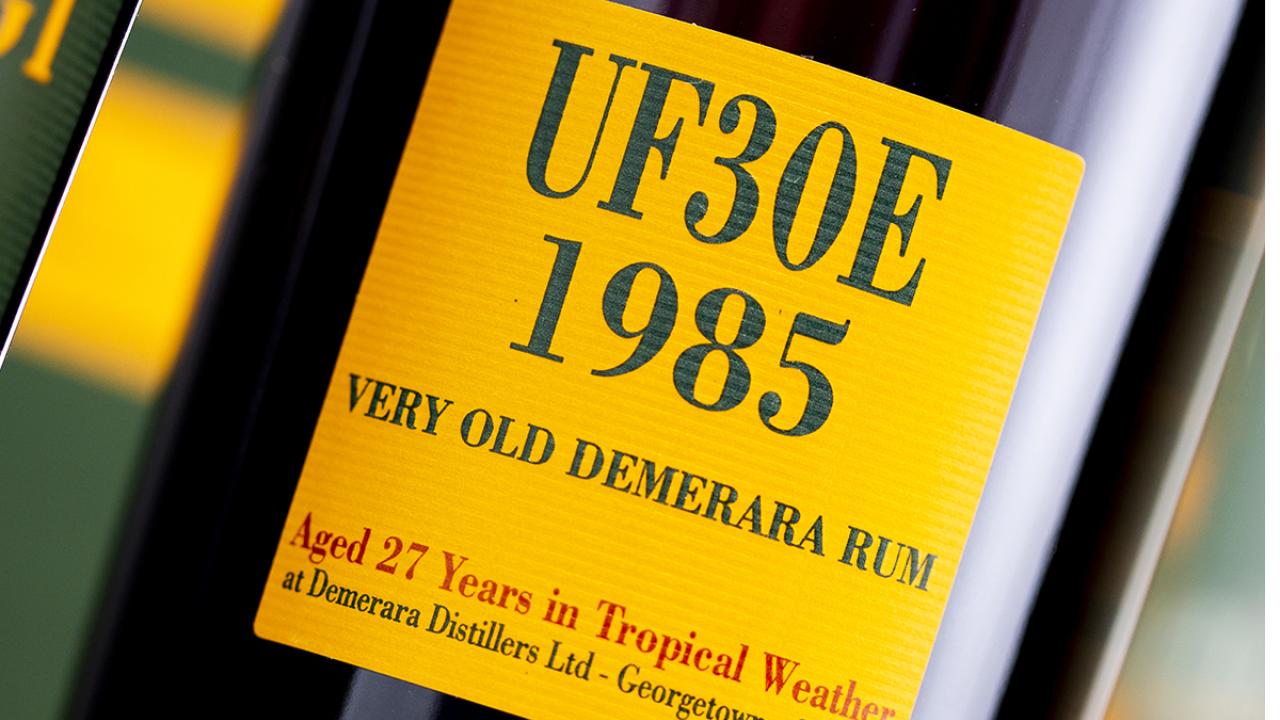 UF30E
1985
VERY OLD DEMERARA RUM
Aged 27 Years in Tropical Weather
at Demerara Distillers Ltd - Georgetown